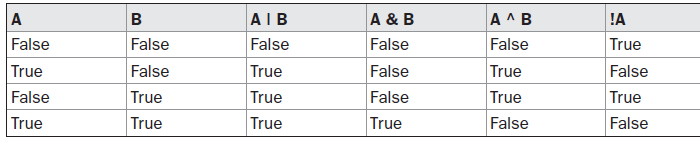 A B A | B A & B A ^ B !A
False False False False False True
True False True False True False
False True True False True True
True True True True False False